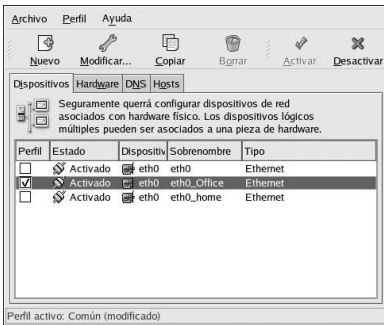 Archivo Perfil Ayuda
Nuevo Modificar... Copiar Borrar Activar Desactivar
Dispositivos Hardware DNS Hosts
Seguramente querrá configurar dispositivos de red
asociados con hardware físico. Los dispositivos lógicos
múltiples pueden ser asociados a una pieza de hardware.
Perfil Estado Dispositiv Sobrenombre Tipo
Activado eth0 eth0 Ethernet
Activado eth0 eth0_Office Ethernet
Activado eth0 eth0_home Ethernet
Perfil activo: Común (modificado)